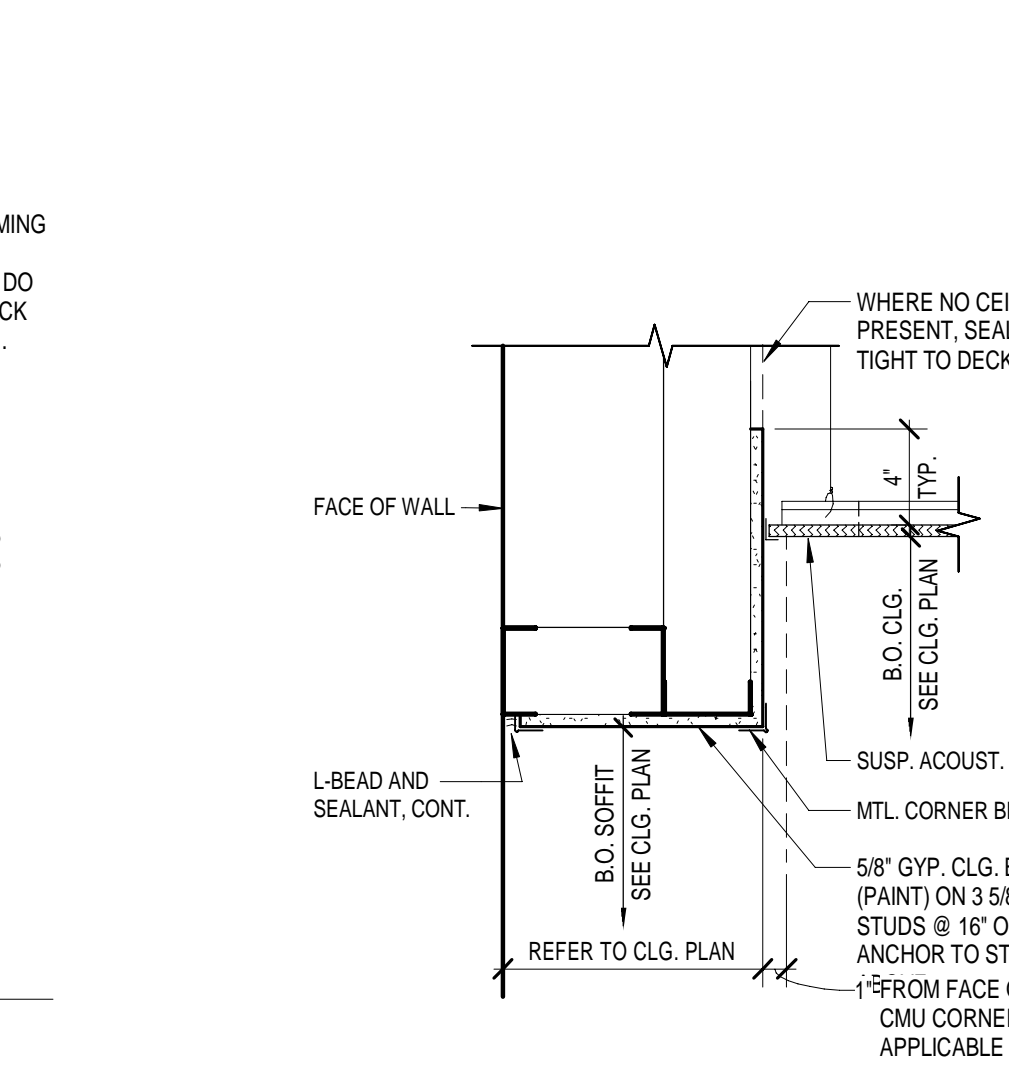 MING
DO
CK
.
WHERE NO CEI
PRESENT, SEAL
TIGHT TO DECK
4"
TYP.
FACE OF WALL
B.O. CLG.
SEE CLG. PLAN
SUSP. ACOUST.
L-BEAD AND
SEALANT, CONT.
B.O. SOFFIT
SEE CLG. PLAN
MTL. CORNER B
5/8" GYP. CLG.
(PAINT) ON 3 5/8
STUDS @ 16" O
ANCHOR TO ST
REFER TO CLG. PLAN
1" FROM FACE
CMU CORNE
APPLICABLE